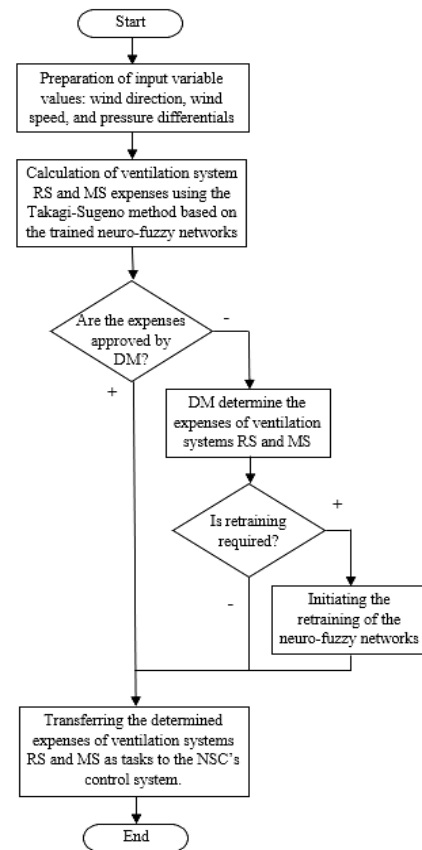 Start
Preparation of input variable
values: wind direction, wind
speed, and pressure differentials
Calculation of ventilation system
RS and MS expenses using the
Takagi-Sugeno method based on
the trained neuro-fuzzy networks
Are the expenses
approved by
DM?
-
+
DM determine the
expenses of ventilation
systems RS and MS
Is retraining
required?
+
-
Initiating the
retraining of the
neuro-fuzzy networks
Transferring the determined
expenses of ventilation systems
RS and MS as tasks to the NSC's
control system.
End